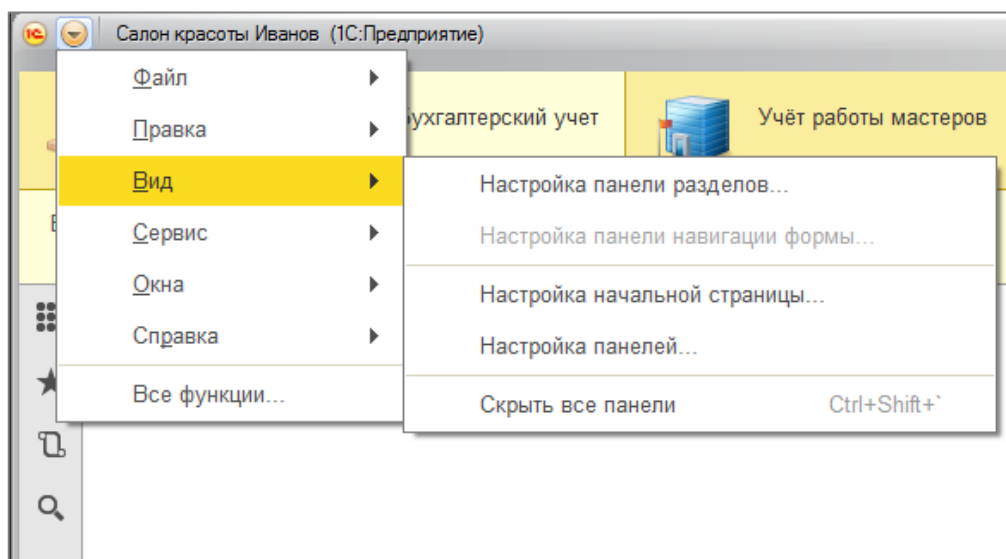 1С Салон красоты Иванов (1С:Предприятие)
Файл
Правка
Вид
Сервис
Окна
Справка
Все функции...
бухгалтерский учет
Учёт работы мастеров
Настройка панели разделов...
Настройка панели навигации формы...
Настройка начальной страницы...
Настройка панелей...
Скрыть все панели Ctrl+Shift+`